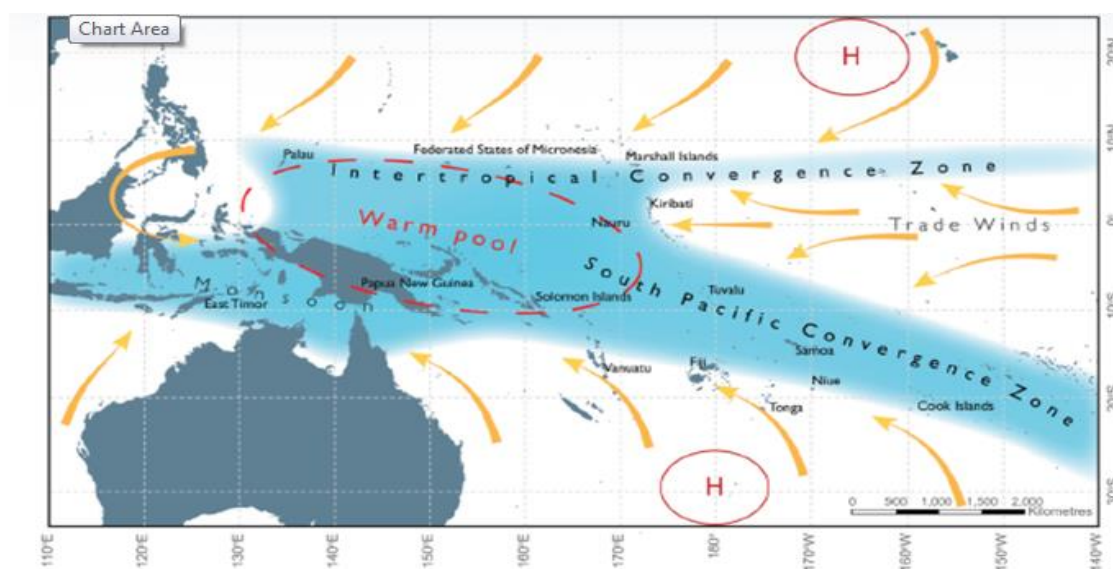 Chart Area
H
20°N
10°N
Palau
Federated States of Micronesia
Marshall Islands
Intertropical Convergence Zone
Kiribati
Warm pool
Nauru
Trade Winds
0°
Papua New Guinea
Monsoon
East Timor
Solomon Islands
South Pacific Convergence Zone
Tuvalu
10°S
Samoa
Vanuatu
Fiji
Niue
Tonga
Cook Islands
20°S
H
30°S
0 500 1,000 1,500 2,000
Kilometres
110°E 120°E 130°E 140°E 150°E 160°E 170°E 180° 170°W 160°W 150°W 140°W